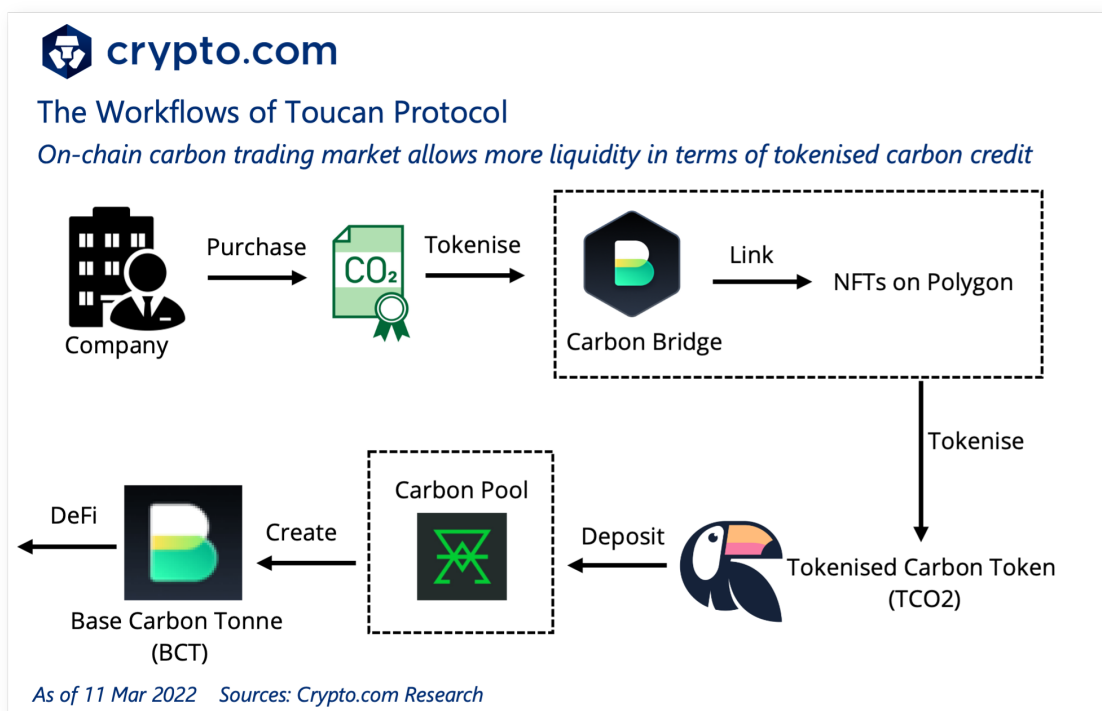 crypto.com
The Workflows of Toucan Protocol
On-chain carbon trading market allows more liquidity in terms of tokenised carbon credit
Company
Purchase
CO₂
Tokenise
Carbon Bridge
Link
NFTs on Polygon
Tokenise
Tokenised Carbon Token
(TCO2)
Deposit
Carbon Pool
Create
Base Carbon Tonne
(BCT)
DeFi
As of 11 Mar 2022 Sources: Crypto.com Research